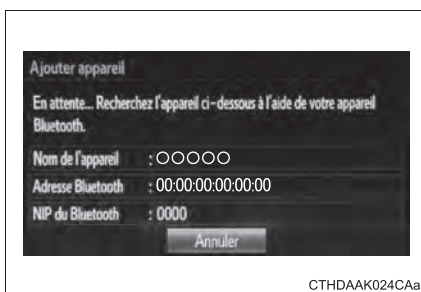 Ajouter appareil
En attente... Recherchez l'appareil ci-dessous à l'aide de votre appareil
Bluetooth.
Nom de l'appareil : ○○○○○
Adresse Bluetooth : 00:00:00:00:00:00
NIP du Bluetooth : 0000
Annuler
CTHDAAK024CAa